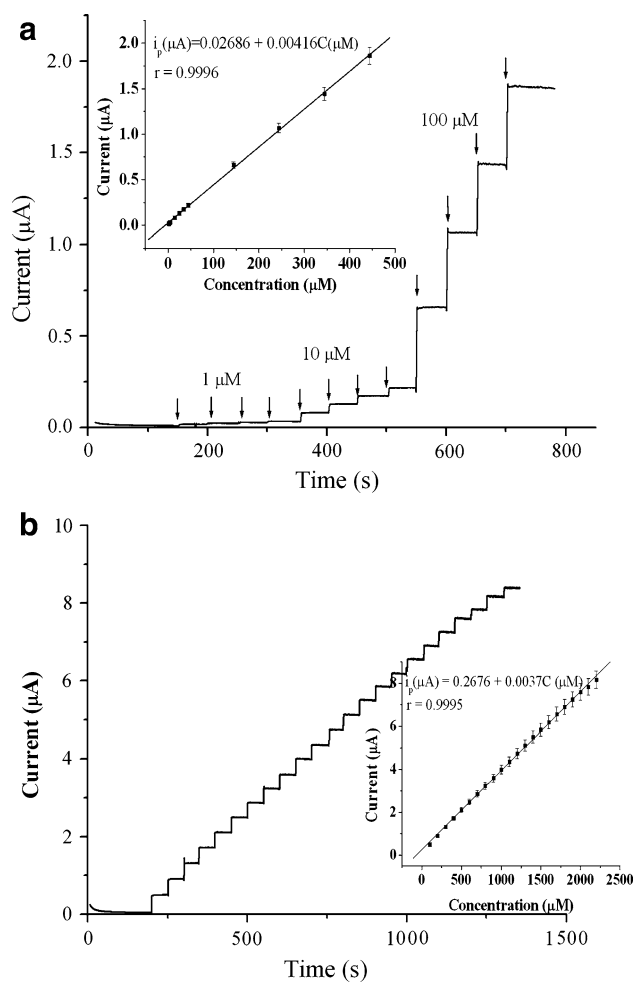 a
i_p(μA)=0.02686 + 0.00416C(μM)
r = 0.9996
2.0
1.5
1.0
0.5
0.0
Current (μA)
0 100 200 300 400 500
Concentration (μM)
2.0
1.5
1.0
0.5
0.0
Current (μA)
1 μM
10 μM
100 μM
0 200 400 600 800
Time (s)
b
10
8
6
4
2
0
Current (μA)
i_p(μA) = 0.2676 + 0.0037C (μM)
r = 0.9995
8
6
4
2
0
Current (μA)
0 500 1000 1500 2000 2500
Concentration (μM)
0 500 1000 1500
Time (s)